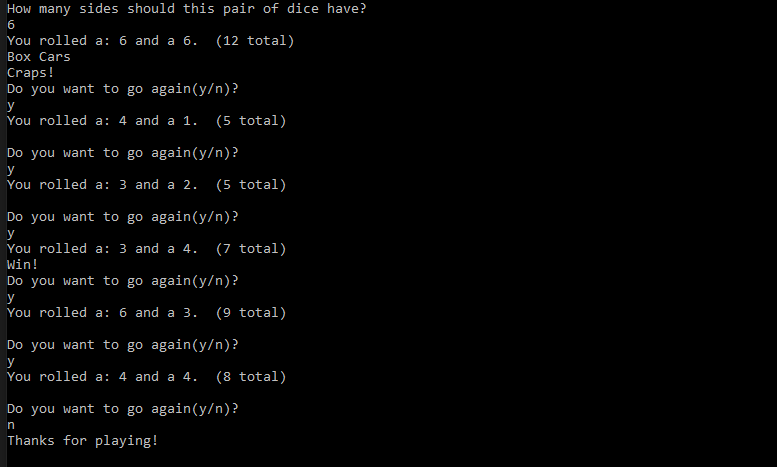 How many sides should this pair of dice have?
6
You rolled a: 6 and a 6.  (12 total)
Box Cars
Craps!
Do you want to go again(y/n)?
y
You rolled a: 4 and a 1.  (5 total)
Do you want to go again(y/n)?
y
You rolled a: 3 and a 2.  (5 total)
Do you want to go again(y/n)?
y
You rolled a: 3 and a 4.  (7 total)
Win!
Do you want to go again(y/n)?
y
You rolled a: 6 and a 3.  (9 total)
Do you want to go again(y/n)?
y
You rolled a: 4 and a 4.  (8 total)
Do you want to go again(y/n)?
n
Thanks for playing!